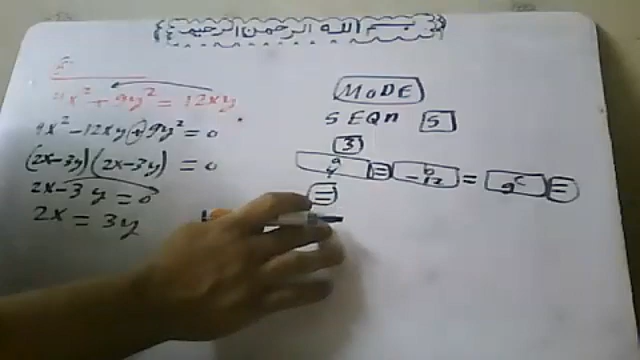 بسم الله الرحمن الرحيم
4x² + 9y² = 12xy
4x² - 12xy + 9y² = 0
(2x-3y)(2x-3y) = 0
2x - 3y = 0
2x = 3y
MODE
5 EQn 5
3
a 4 = b -12 = c 9 =
=